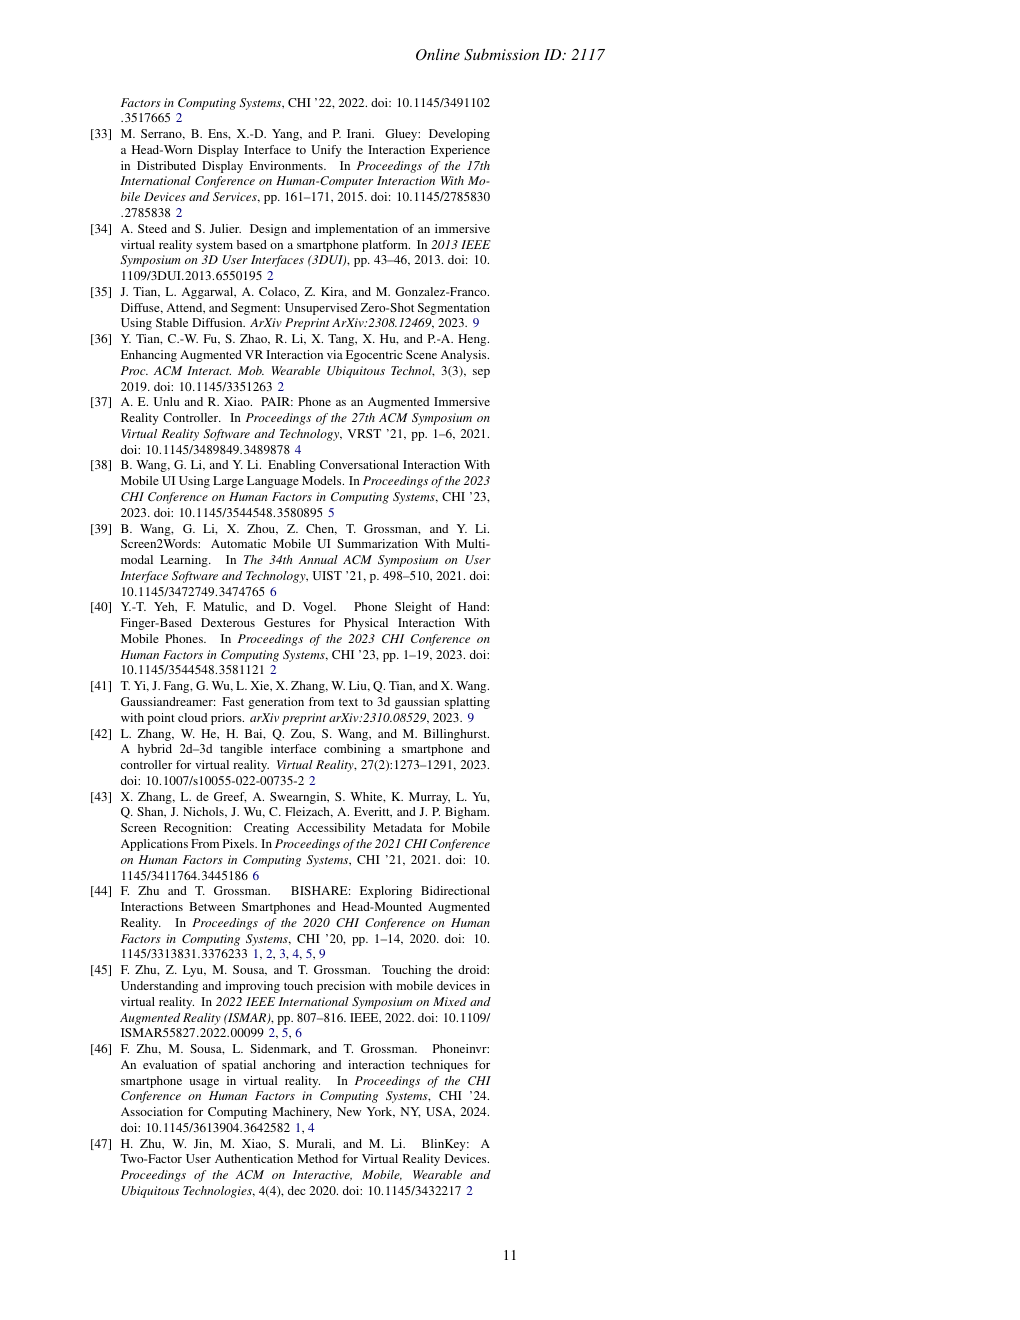 Online Submission ID: 2117
Factors in Computing Systems, CHI ’22, 2022. doi: 10.1145/3491102
.3517665 2
[33] M. Serrano, B. Ens, X.-D. Yang, and P. Irani. Gluey: Developing
a Head-Worn Display Interface to Unify the Interaction Experience
in Distributed Display Environments. In Proceedings of the 17th
International Conference on Human-Computer Interaction With Mo-
bile Devices and Services, pp. 161–171, 2015. doi: 10.1145/2785830
.2785838 2
[34] A. Steed and S. Julier. Design and implementation of an immersive
virtual reality system based on a smartphone platform. In 2013 IEEE
Symposium on 3D User Interfaces (3DUI), pp. 43–46, 2013. doi: 10.
1109/3DUI.2013.6550195 2
[35] J. Tian, L. Aggarwal, A. Colaco, Z. Kira, and M. Gonzalez-Franco.
Diffuse, Attend, and Segment: Unsupervised Zero-Shot Segmentation
Using Stable Diffusion. ArXiv Preprint ArXiv:2308.12469, 2023. 9
[36] Y. Tian, C.-W. Fu, S. Zhao, R. Li, X. Tang, X. Hu, and P.-A. Heng.
Enhancing Augmented VR Interaction via Egocentric Scene Analysis.
Proc. ACM Interact. Mob. Wearable Ubiquitous Technol, 3(3), sep
2019. doi: 10.1145/3351263 2
[37] A. E. Unlu and R. Xiao. PAIR: Phone as an Augmented Immersive
Reality Controller. In Proceedings of the 27th ACM Symposium on
Virtual Reality Software and Technology, VRST ’21, pp. 1–6, 2021.
doi: 10.1145/3489849.3489878 4
[38] B. Wang, G. Li, and Y. Li. Enabling Conversational Interaction With
Mobile UI Using Large Language Models. In Proceedings of the 2023
CHI Conference on Human Factors in Computing Systems, CHI ’23,
2023. doi: 10.1145/3544548.3580895 5
[39] B. Wang, G. Li, X. Zhou, Z. Chen, T. Grossman, and Y. Li.
Screen2Words: Automatic Mobile UI Summarization With Multi-
modal Learning. In The 34th Annual ACM Symposium on User
Interface Software and Technology, UIST ’21, p. 498–510, 2021. doi:
10.1145/3472749.3474765 6
[40] Y.-T. Yeh, F. Matulic, and D. Vogel. Phone Sleight of Hand:
Finger-Based Dexterous Gestures for Physical Interaction With
Mobile Phones. In Proceedings of the 2023 CHI Conference on
Human Factors in Computing Systems, CHI ’23, pp. 1–19, 2023. doi:
10.1145/3544548.3581121 2
[41] T. Yi, J. Fang, G. Wu, L. Xie, X. Zhang, W. Liu, Q. Tian, and X. Wang.
Gaussiandreamer: Fast generation from text to 3d gaussian splatting
with point cloud priors. arXiv preprint arXiv:2310.08529, 2023. 9
[42] L. Zhang, W. He, H. Bai, Q. Zou, S. Wang, and M. Billinghurst.
A hybrid 2d–3d tangible interface combining a smartphone and
controller for virtual reality. Virtual Reality, 27(2):1273–1291, 2023.
doi: 10.1007/s10055-022-00735-2 2
[43] X. Zhang, L. de Greef, A. Swearngin, S. White, K. Murray, L. Yu,
Q. Shan, J. Nichols, J. Wu, C. Fleizach, A. Everitt, and J. P. Bigham.
Screen Recognition: Creating Accessibility Metadata for Mobile
Applications From Pixels. In Proceedings of the 2021 CHI Conference
on Human Factors in Computing Systems, CHI ’21, 2021. doi: 10.
1145/3411764.3445186 6
[44] F. Zhu and T. Grossman. BISHARE: Exploring Bidirectional
Interactions Between Smartphones and Head-Mounted Augmented
Reality. In Proceedings of the 2020 CHI Conference on Human
Factors in Computing Systems, CHI ’20, pp. 1–14, 2020. doi: 10.
1145/3313831.3376233 1, 2, 3, 4, 5, 9
[45] F. Zhu, Z. Lyu, M. Sousa, and T. Grossman. Touching the droid:
Understanding and improving touch precision with mobile devices in
virtual reality. In 2022 IEEE International Symposium on Mixed and
Augmented Reality (ISMAR), pp. 807–816. IEEE, 2022. doi: 10.1109/
ISMAR55827.2022.00099 2, 5, 6
[46] F. Zhu, M. Sousa, L. Sidenmark, and T. Grossman. Phoneinvr:
An evaluation of spatial anchoring and interaction techniques for
smartphone usage in virtual reality. In Proceedings of the CHI
Conference on Human Factors in Computing Systems, CHI ’24.
Association for Computing Machinery, New York, NY, USA, 2024.
doi: 10.1145/3613904.3642582 1, 4
[47] H. Zhu, W. Jin, M. Xiao, S. Murali, and M. Li. BlinKey: A
Two-Factor User Authentication Method for Virtual Reality Devices.
Proceedings of the ACM on Interactive, Mobile, Wearable and
Ubiquitous Technologies, 4(4), dec 2020. doi: 10.1145/3432217 2
11